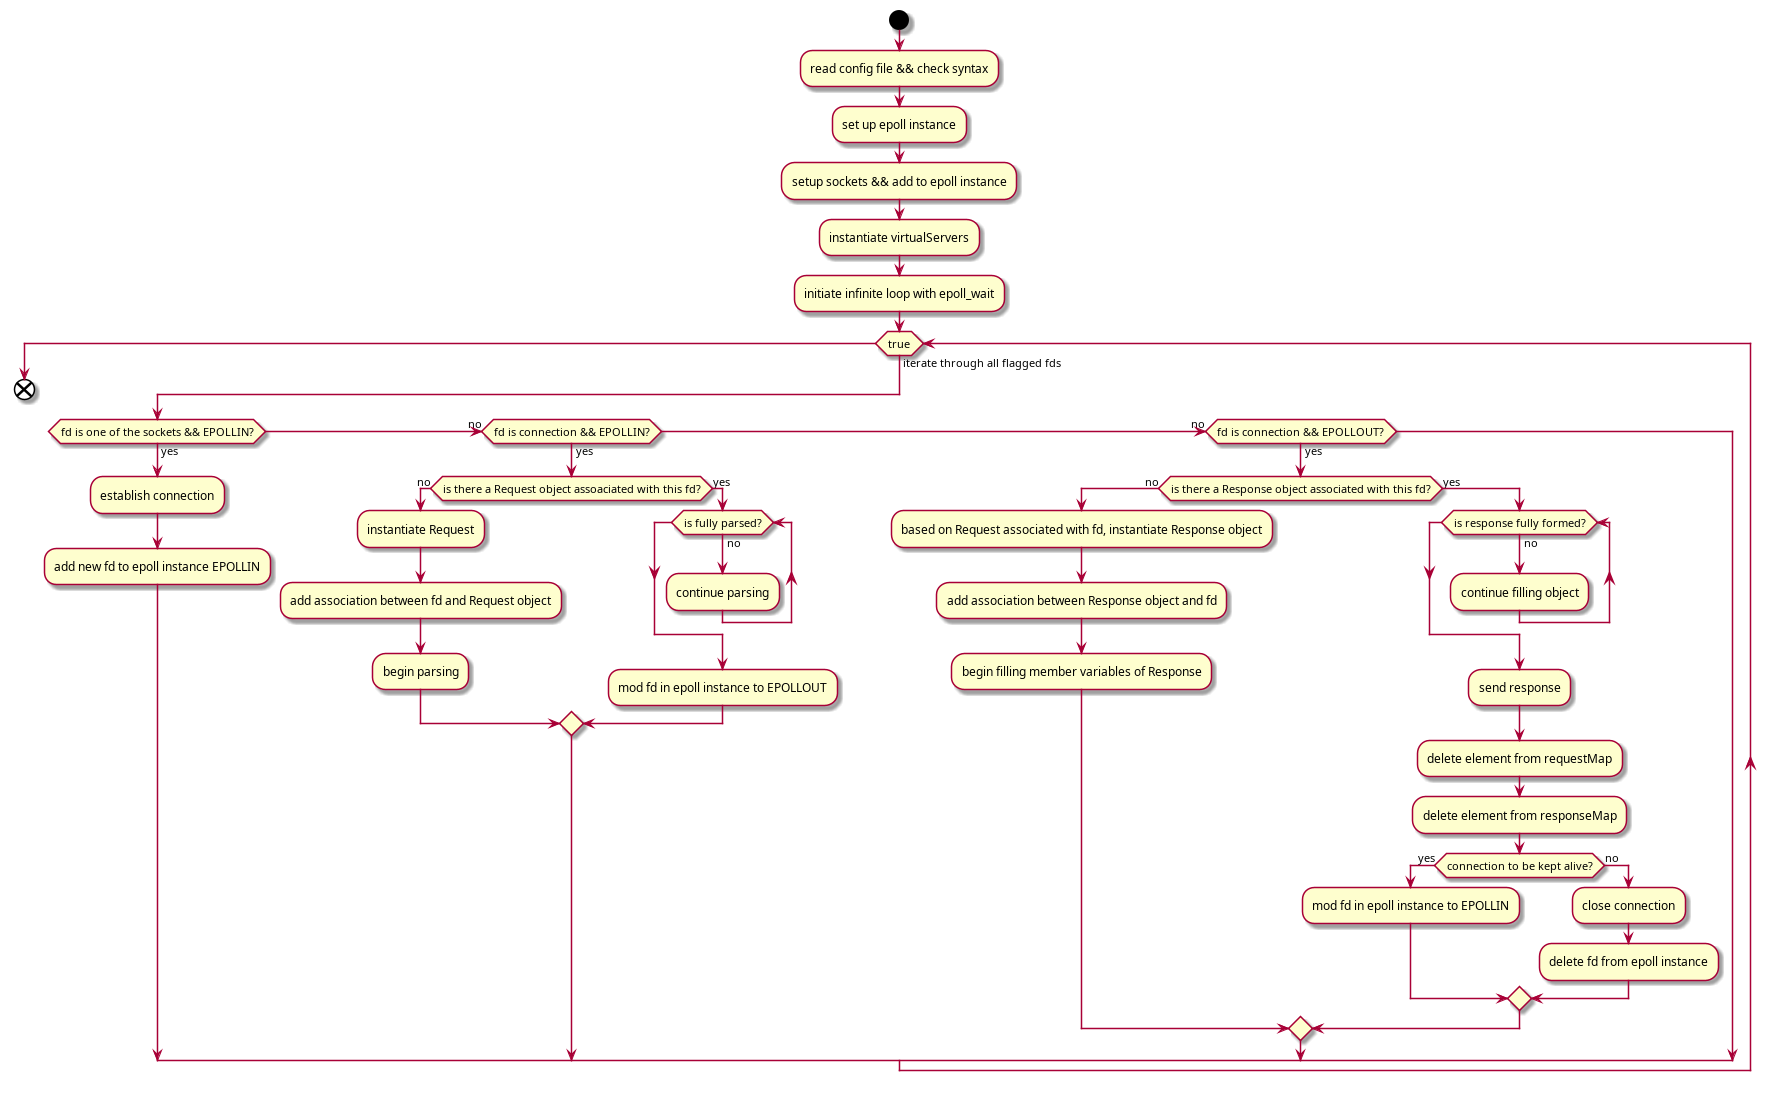 read config file && check syntax
set up epoll instance
setup sockets && add to epoll instance
instantiate virtualServers
initiate infinite loop with epoll_wait
true
iterate through all flagged fds
fd is one of the sockets && EPOLLIN?
no
fd is connection && EPOLLIN?
no
fd is connection && EPOLLOUT?
yes
establish connection
add new fd to epoll instance EPOLLIN
yes
no
is there a Request object assoaciated with this fd?
yes
instantiate Request
add association between fd and Request object
begin parsing
is fully parsed?
no
continue parsing
mod fd in epoll instance to EPOLLOUT
yes
no
is there a Response object associated with this fd?
yes
based on Request associated with fd, instantiate Response object
add association between Response object and fd
begin filling member variables of Response
is response fully formed?
no
continue filling object
send response
delete element from requestMap
delete element from responseMap
yes
connection to be kept alive?
no
mod fd in epoll instance to EPOLLIN
close connection
delete fd from epoll instance